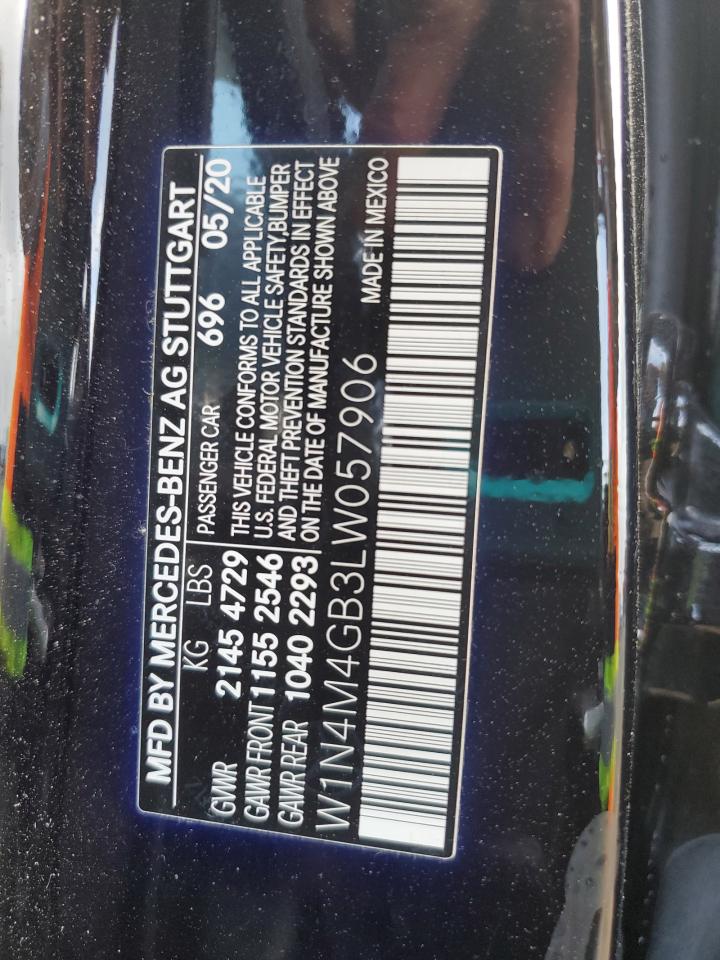 MFD BY MERCEDES-BENZ AG STUTTGART
KG LBS PASSENGER CAR 696 05/20
GVWR 2145 4729
GAWR FRONT 1155 2546
GAWR REAR 1040 2293
THIS VEHICLE CONFORMS TO ALL APPLICABLE
U.S. FEDERAL MOTOR VEHICLE SAFETY,BUMPER
AND THEFT PREVENTION STANDARDS IN EFFECT
ON THE DATE OF MANUFACTURE SHOWN ABOVE
W1N4M4GB3LW057906 MADE IN MEXICO